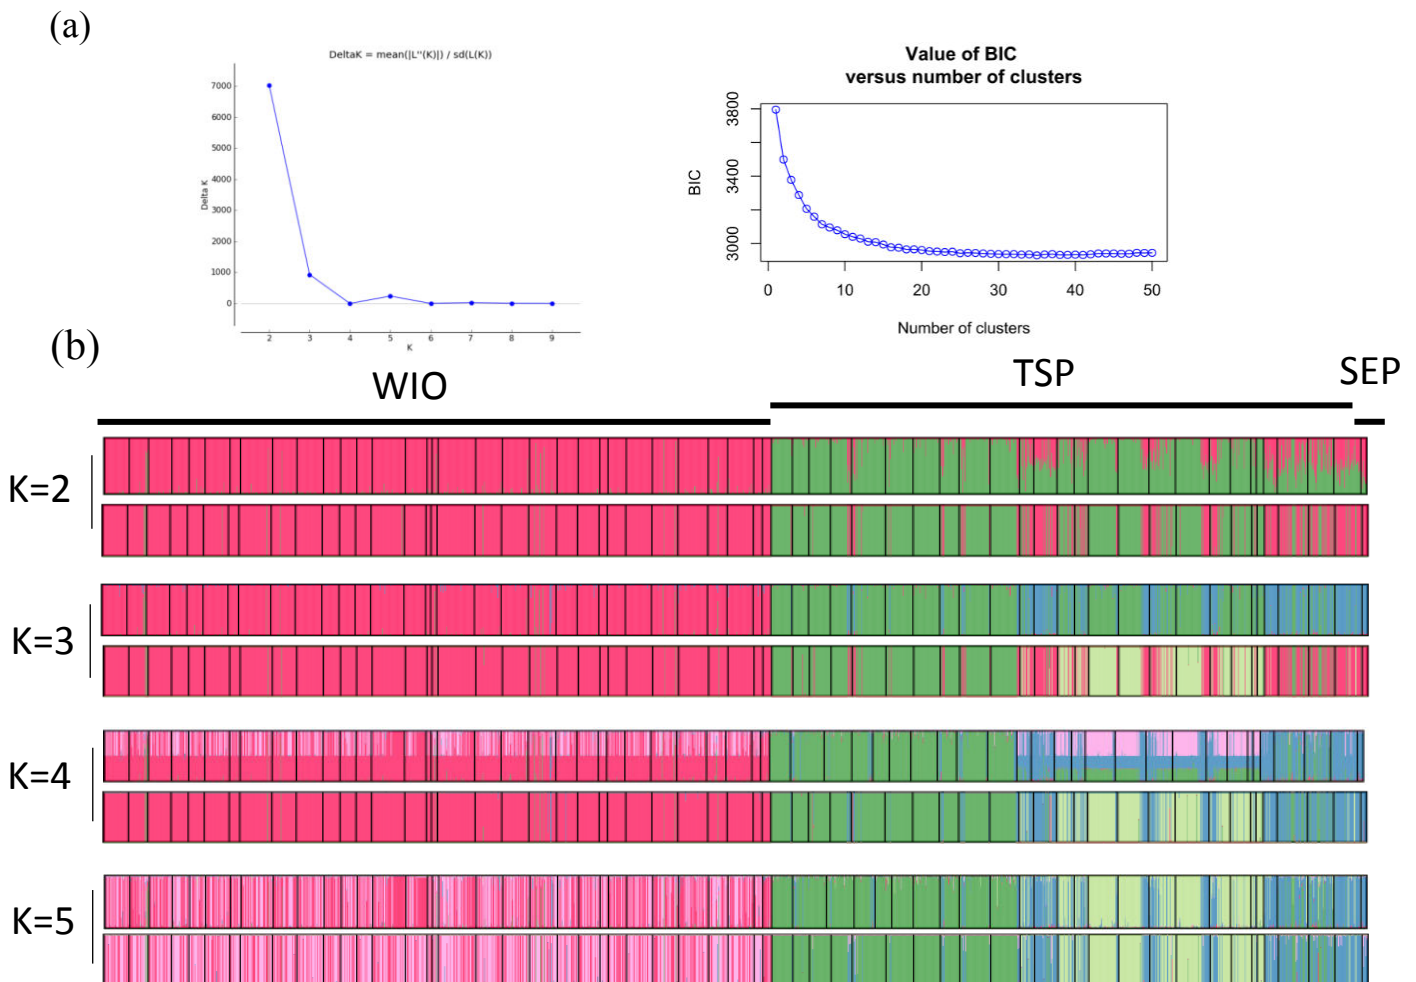 (a)
DeltaK = mean(|L''(K)|) / sd(L(K))
Delta K
7000
6000
5000
4000
3000
2000
1000
0
2 3 4 5 6 7 8 9
K
Value of BIC
versus number of clusters
BIC
3800
3400
3000
0 10 20 30 40 50
Number of clusters
(b)
WIO TSP SEP
K=2
K=3
K=4
K=5